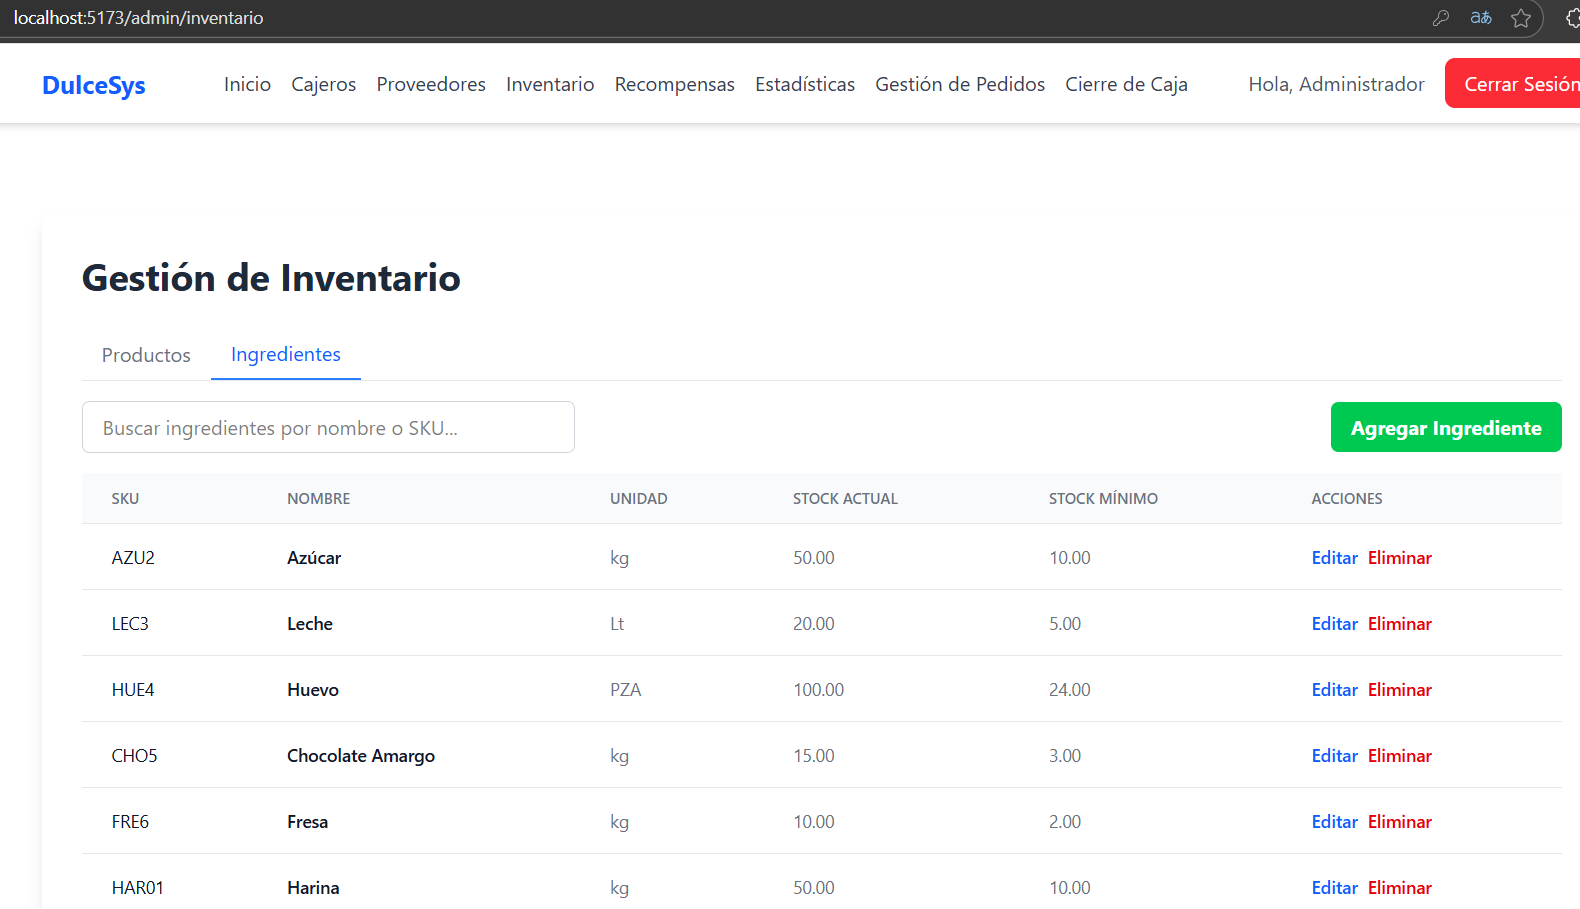 localhost:5173/admin/inventario
DulceSys Inicio Cajeros Proveedores Inventario Recompensas Estadísticas Gestión de Pedidos Cierre de Caja Hola, Administrador Cerrar Sesión
Gestión de Inventario
Productos Ingredientes
Buscar ingredientes por nombre o SKU... Agregar Ingrediente
SKU NOMBRE UNIDAD STOCK ACTUAL STOCK MÍNIMO ACCIONES
AZU2 Azúcar kg 50.00 10.00 Editar Eliminar
LEC3 Leche Lt 20.00 5.00 Editar Eliminar
HUE4 Huevo PZA 100.00 24.00 Editar Eliminar
CHO5 Chocolate Amargo kg 15.00 3.00 Editar Eliminar
FRE6 Fresa kg 10.00 2.00 Editar Eliminar
HAR01 Harina kg 50.00 10.00 Editar Eliminar